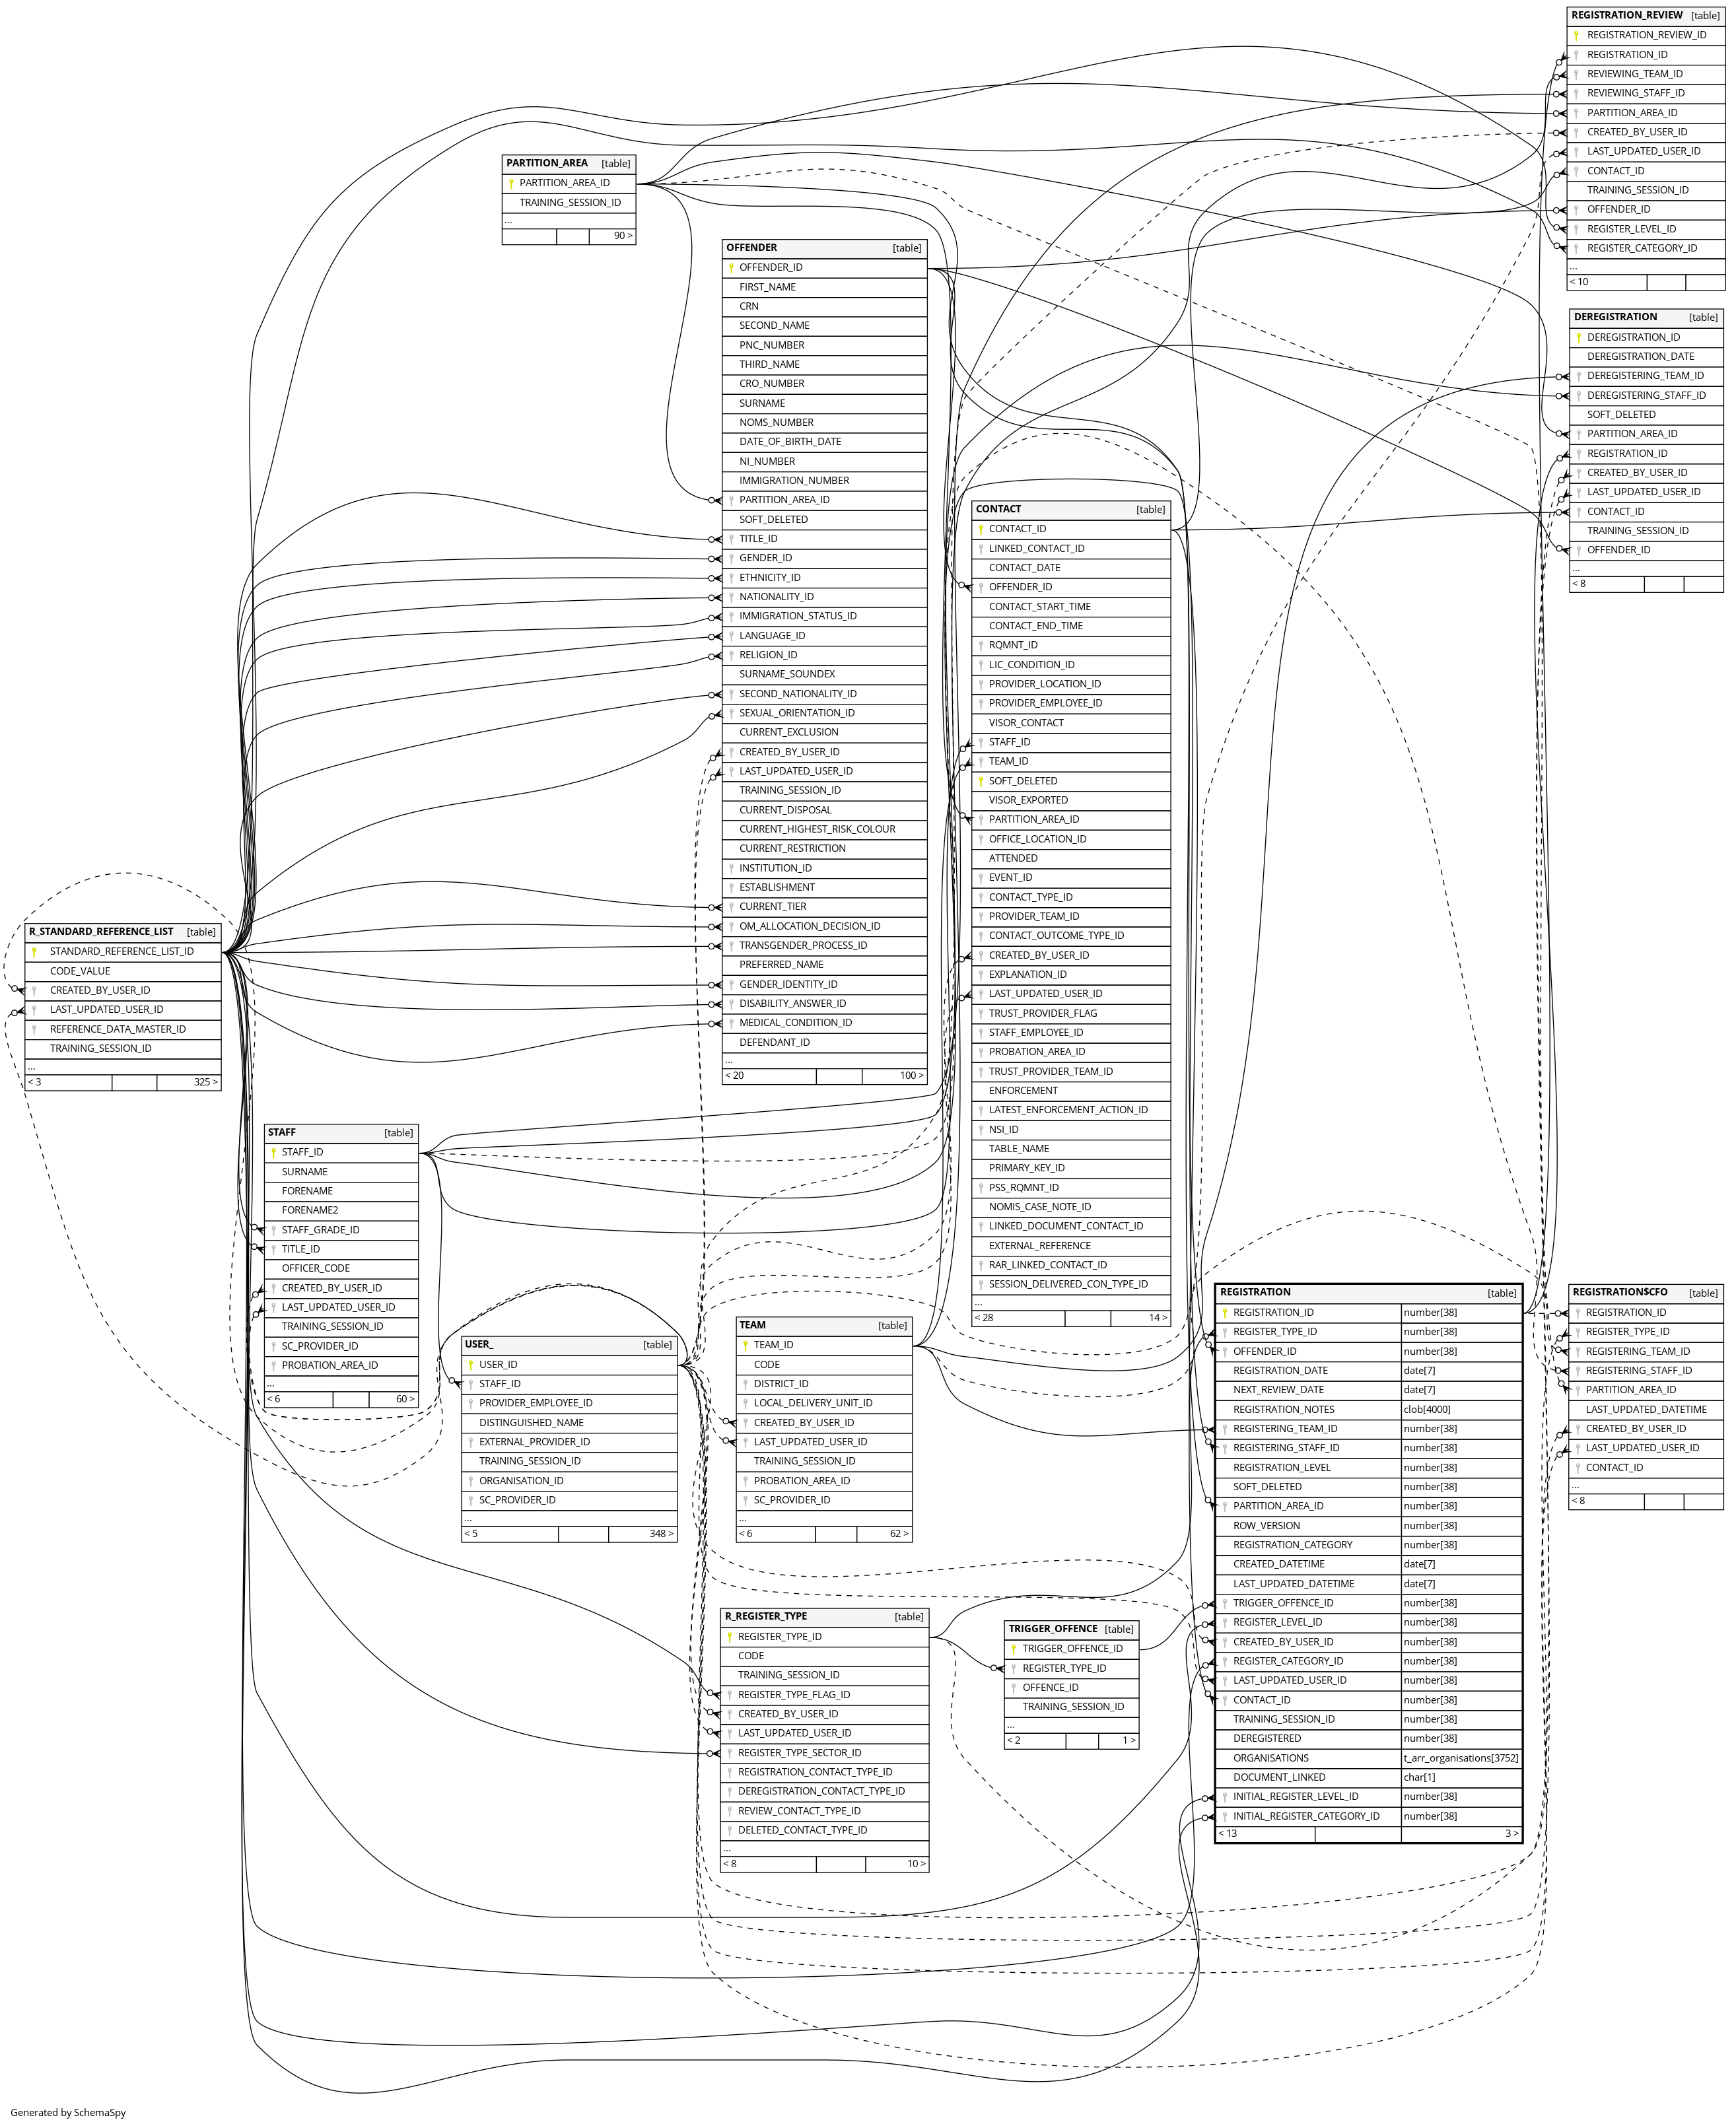 REGISTRATION_REVIEW [table]
REGISTRATION_REVIEW_ID
REGISTRATION_ID
REVIEWING_TEAM_ID
REVIEWING_STAFF_ID
PARTITION_AREA_ID
CREATED_BY_USER_ID
LAST_UPDATED_USER_ID
CONTACT_ID
TRAINING_SESSION_ID
OFFENDER_ID
REGISTER_LEVEL_ID
REGISTER_CATEGORY_ID
...
< 10
PARTITION_AREA [table]
PARTITION_AREA_ID
TRAINING_SESSION_ID
...
90 >
OFFENDER [table]
OFFENDER_ID
FIRST_NAME
CRN
SECOND_NAME
PNC_NUMBER
THIRD_NAME
CRO_NUMBER
SURNAME
NOMS_NUMBER
DATE_OF_BIRTH_DATE
NI_NUMBER
IMMIGRATION_NUMBER
PARTITION_AREA_ID
SOFT_DELETED
TITLE_ID
GENDER_ID
ETHNICITY_ID
NATIONALITY_ID
IMMIGRATION_STATUS_ID
LANGUAGE_ID
RELIGION_ID
SURNAME_SOUNDEX
SECOND_NATIONALITY_ID
SEXUAL_ORIENTATION_ID
CURRENT_EXCLUSION
CREATED_BY_USER_ID
LAST_UPDATED_USER_ID
TRAINING_SESSION_ID
CURRENT_DISPOSAL
CURRENT_HIGHEST_RISK_COLOUR
CURRENT_RESTRICTION
INSTITUTION_ID
ESTABLISHMENT
CURRENT_TIER
OM_ALLOCATION_DECISION_ID
TRANSGENDER_PROCESS_ID
PREFERRED_NAME
GENDER_IDENTITY_ID
DISABILITY_ANSWER_ID
MEDICAL_CONDITION_ID
DEFENDANT_ID
...
< 20 100 >
DEREGISTRATION [table]
DEREGISTRATION_ID
DEREGISTRATION_DATE
DEREGISTERING_TEAM_ID
DEREGISTERING_STAFF_ID
SOFT_DELETED
PARTITION_AREA_ID
REGISTRATION_ID
CREATED_BY_USER_ID
LAST_UPDATED_USER_ID
CONTACT_ID
TRAINING_SESSION_ID
OFFENDER_ID
...
< 8
CONTACT [table]
CONTACT_ID
LINKED_CONTACT_ID
CONTACT_DATE
OFFENDER_ID
CONTACT_START_TIME
CONTACT_END_TIME
RQMNT_ID
LIC_CONDITION_ID
PROVIDER_LOCATION_ID
PROVIDER_EMPLOYEE_ID
VISOR_CONTACT
STAFF_ID
TEAM_ID
SOFT_DELETED
VISOR_EXPORTED
PARTITION_AREA_ID
OFFICE_LOCATION_ID
ATTENDED
EVENT_ID
CONTACT_TYPE_ID
PROVIDER_TEAM_ID
CONTACT_OUTCOME_TYPE_ID
CREATED_BY_USER_ID
EXPLANATION_ID
LAST_UPDATED_USER_ID
TRUST_PROVIDER_FLAG
STAFF_EMPLOYEE_ID
PROBATION_AREA_ID
TRUST_PROVIDER_TEAM_ID
ENFORCEMENT
LATEST_ENFORCEMENT_ACTION_ID
NSI_ID
TABLE_NAME
PRIMARY_KEY_ID
PSS_RQMNT_ID
NOMIS_CASE_NOTE_ID
LINKED_DOCUMENT_CONTACT_ID
EXTERNAL_REFERENCE
RAR_LINKED_CONTACT_ID
SESSION_DELIVERED_CON_TYPE_ID
...
< 28 14 >
R_STANDARD_REFERENCE_LIST [table]
STANDARD_REFERENCE_LIST_ID
CODE_VALUE
CREATED_BY_USER_ID
LAST_UPDATED_USER_ID
REFERENCE_DATA_MASTER_ID
TRAINING_SESSION_ID
...
< 3 325 >
STAFF [table]
STAFF_ID
SURNAME
FORENAME
FORENAME2
STAFF_GRADE_ID
TITLE_ID
OFFICER_CODE
CREATED_BY_USER_ID
LAST_UPDATED_USER_ID
TRAINING_SESSION_ID
SC_PROVIDER_ID
PROBATION_AREA_ID
...
< 6 60 >
USER_ [table]
USER_ID
STAFF_ID
PROVIDER_EMPLOYEE_ID
DISTINGUISHED_NAME
EXTERNAL_PROVIDER_ID
TRAINING_SESSION_ID
ORGANISATION_ID
SC_PROVIDER_ID
...
< 5 348 >
TEAM [table]
TEAM_ID
CODE
DISTRICT_ID
LOCAL_DELIVERY_UNIT_ID
CREATED_BY_USER_ID
LAST_UPDATED_USER_ID
TRAINING_SESSION_ID
PROBATION_AREA_ID
SC_PROVIDER_ID
...
< 6 62 >
REGISTRATION [table]
REGISTRATION_ID number[38]
REGISTER_TYPE_ID number[38]
OFFENDER_ID number[38]
REGISTRATION_DATE date[7]
NEXT_REVIEW_DATE date[7]
REGISTRATION_NOTES clob[4000]
REGISTERING_TEAM_ID number[38]
REGISTERING_STAFF_ID number[38]
REGISTRATION_LEVEL number[38]
SOFT_DELETED number[38]
PARTITION_AREA_ID number[38]
ROW_VERSION number[38]
REGISTRATION_CATEGORY number[38]
CREATED_DATETIME date[7]
LAST_UPDATED_DATETIME date[7]
TRIGGER_OFFENCE_ID number[38]
REGISTER_LEVEL_ID number[38]
CREATED_BY_USER_ID number[38]
REGISTER_CATEGORY_ID number[38]
LAST_UPDATED_USER_ID number[38]
CONTACT_ID number[38]
TRAINING_SESSION_ID number[38]
DEREGISTERED number[38]
ORGANISATIONS t_arr_organisations[3752]
DOCUMENT_LINKED char[1]
INITIAL_REGISTER_LEVEL_ID number[38]
INITIAL_REGISTER_CATEGORY_ID number[38]
< 13 3 >
REGISTRATION$CFO [table]
REGISTRATION_ID
REGISTER_TYPE_ID
REGISTERING_TEAM_ID
REGISTERING_STAFF_ID
PARTITION_AREA_ID
LAST_UPDATED_DATETIME
CREATED_BY_USER_ID
LAST_UPDATED_USER_ID
CONTACT_ID
...
< 8
R_REGISTER_TYPE [table]
REGISTER_TYPE_ID
CODE
TRAINING_SESSION_ID
REGISTER_TYPE_FLAG_ID
CREATED_BY_USER_ID
LAST_UPDATED_USER_ID
REGISTER_TYPE_SECTOR_ID
REGISTRATION_CONTACT_TYPE_ID
DEREGISTRATION_CONTACT_TYPE_ID
REVIEW_CONTACT_TYPE_ID
DELETED_CONTACT_TYPE_ID
...
< 8 10 >
TRIGGER_OFFENCE [table]
TRIGGER_OFFENCE_ID
REGISTER_TYPE_ID
OFFENCE_ID
TRAINING_SESSION_ID
...
< 2 1 >
Generated by SchemaSpy